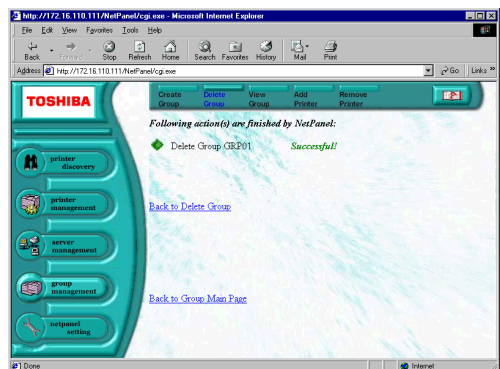 http://172.16.110.111/NetPanel/cgi.exe - Microsoft Internet Explorer
File Edit View Favorites Tools Help
Back Forward Stop Refresh Home Search Favorites History Mail Print
Address http://172.16.110.111/NetPanel/cgi.exe Go Links »
TOSHIBA
Create Group
Delete Group
View Group
Add Printer
Remove Printer
Following action(s) are finished by NetPanel:
Delete Group GRP01 Successful!
printer discovery
printer management
Back to Delete Group
server management
group management
Back to Group Main Page
netpanel setting
Done Internet